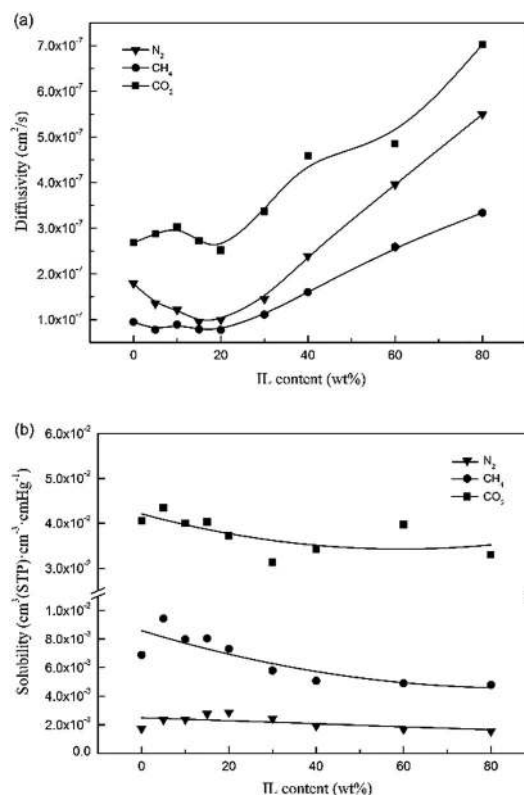 (a)
N₂
CH₄
CO₂
7.0x10⁻⁷
6.0x10⁻⁷
5.0x10⁻⁷
4.0x10⁻⁷
3.0x10⁻⁷
2.0x10⁻⁷
1.0x10⁻⁷
Diffusivity (cm²/s)
0 20 40 60 80
IL content (wt%)
(b)
N₂
CH₄
CO₂
6.0x10⁻²
5.0x10⁻²
4.0x10⁻²
3.0x10⁻²
1.0x10⁻²
8.0x10⁻³
6.0x10⁻³
4.0x10⁻³
2.0x10⁻³
0.0
Solubility (cm³(STP)·cm⁻³·cmHg⁻¹)
0 20 40 60 80
IL content (wt%)